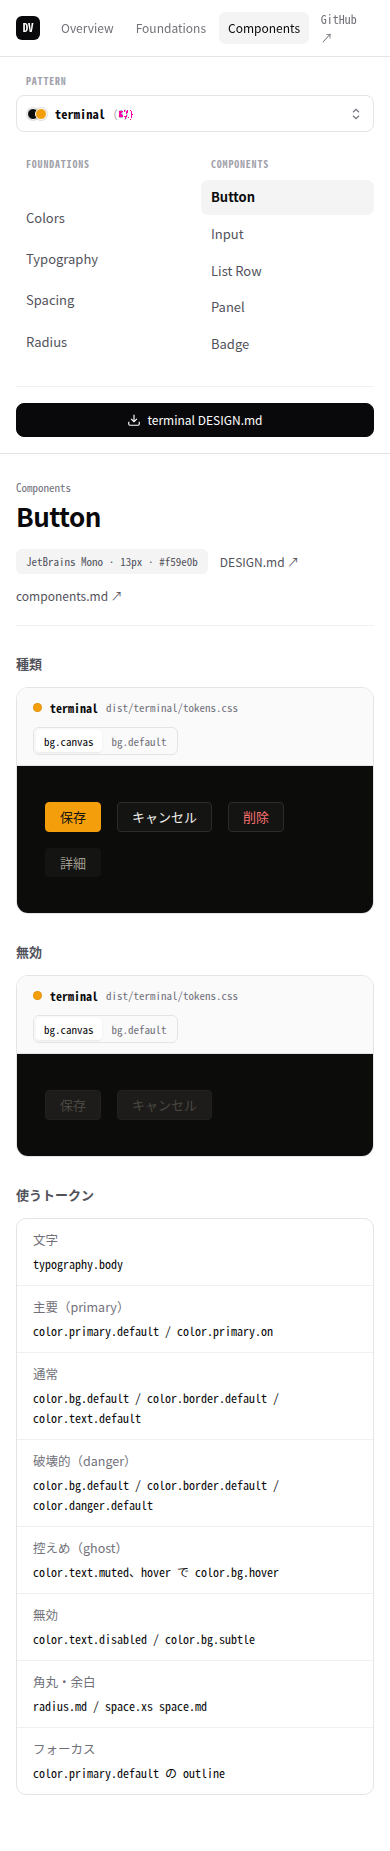 DV
Overview
Foundations
Components
GitHub
↗
PATTERN
terminal
FOUNDATIONS
Colors
Typography
Spacing
Radius
COMPONENTS
Button
Input
List Row
Panel
Badge
terminal DESIGN.md
Components
Button
JetBrains Mono · 13px · #f59e0b
DESIGN.md ↗
components.md ↗
種類
terminal dist/terminal/tokens.css
bg.canvas bg.default
保存 キャンセル 削除
詳細
無効
terminal dist/terminal/tokens.css
bg.canvas bg.default
保存 キャンセル
使うトークン
文字
typography.body
主要（primary）
color.primary.default / color.primary.on
通常
color.bg.default / color.border.default /
color.text.default
破壊的（danger）
color.bg.default / color.border.default /
color.danger.default
控えめ（ghost）
color.text.muted、hover で color.bg.hover
無効
color.text.disabled / color.bg.subtle
角丸・余白
radius.md / space.xs space.md
フォーカス
color.primary.default の outline